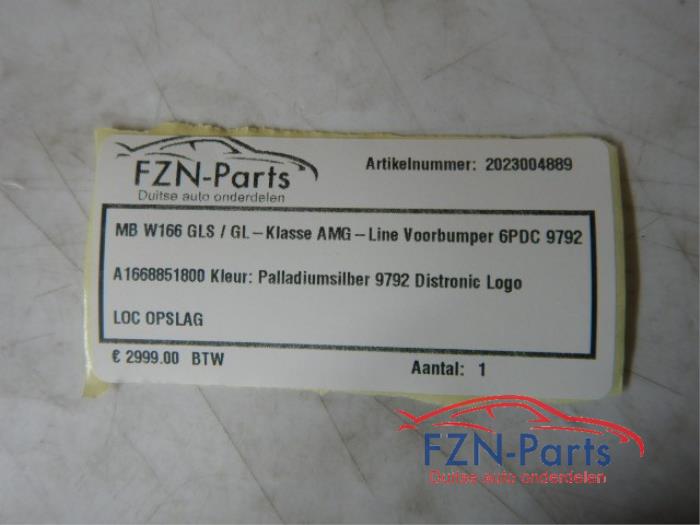 FZN-Parts
Duitse auto onderdelen
Artikelnummer: 2023004889
MB W166 GLS / GL-Klasse AMG-Line Voorbumper 6PDC 9792
A1668851800 Kleur: Palladiumsilber 9792 Distronic Logo
LOC OPSLAG
€ 2999.00 BTW
Aantal: 1
FZN-Parts
Duitse auto onderdelen